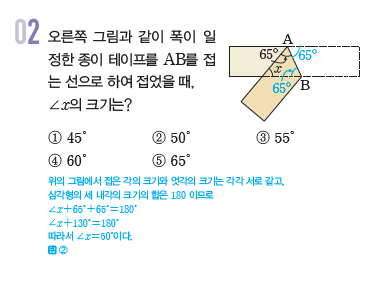 02 오른쪽 그림과 같이 폭이 일
정한 종이 테이프를 AB를 접
는 선으로 하여 접었을 때,
∠x의 크기는?
A
65°
65°
x
65°
B
① 45° ② 50° ③ 55°
④ 60° ⑤ 65°
위의 그림에서 접은 각의 크기와 엇각의 크기는 각각 서로 같고,
삼각형의 세 내각의 크기의 합은 180 이므로
∠x+65°+65°=180°
∠x+130°=180°
따라서 ∠x=50°이다.
답 ②